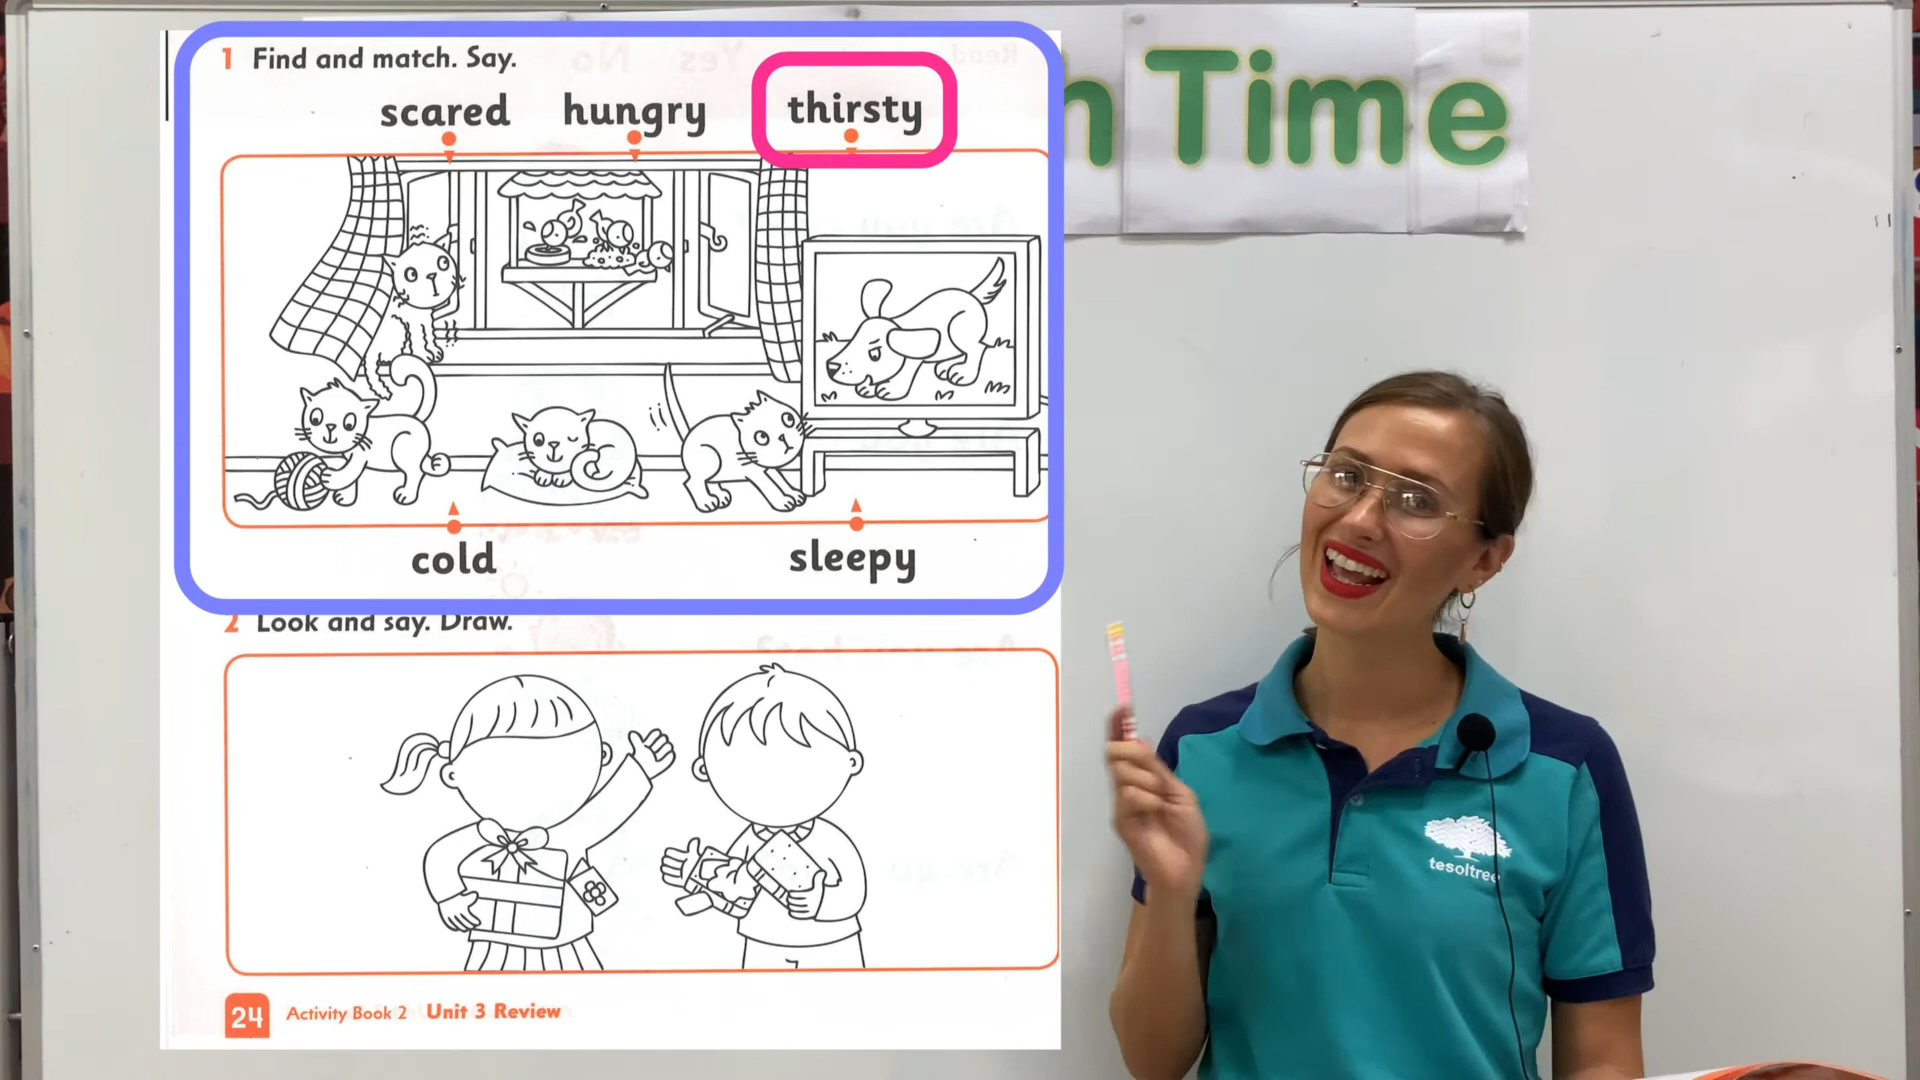 1 Find and match. Say.
scared hungry thirsty
cold sleepy
2 Look and say. Draw.
24 Activity Book 2 Unit 3 Review
h Time
tesoltree